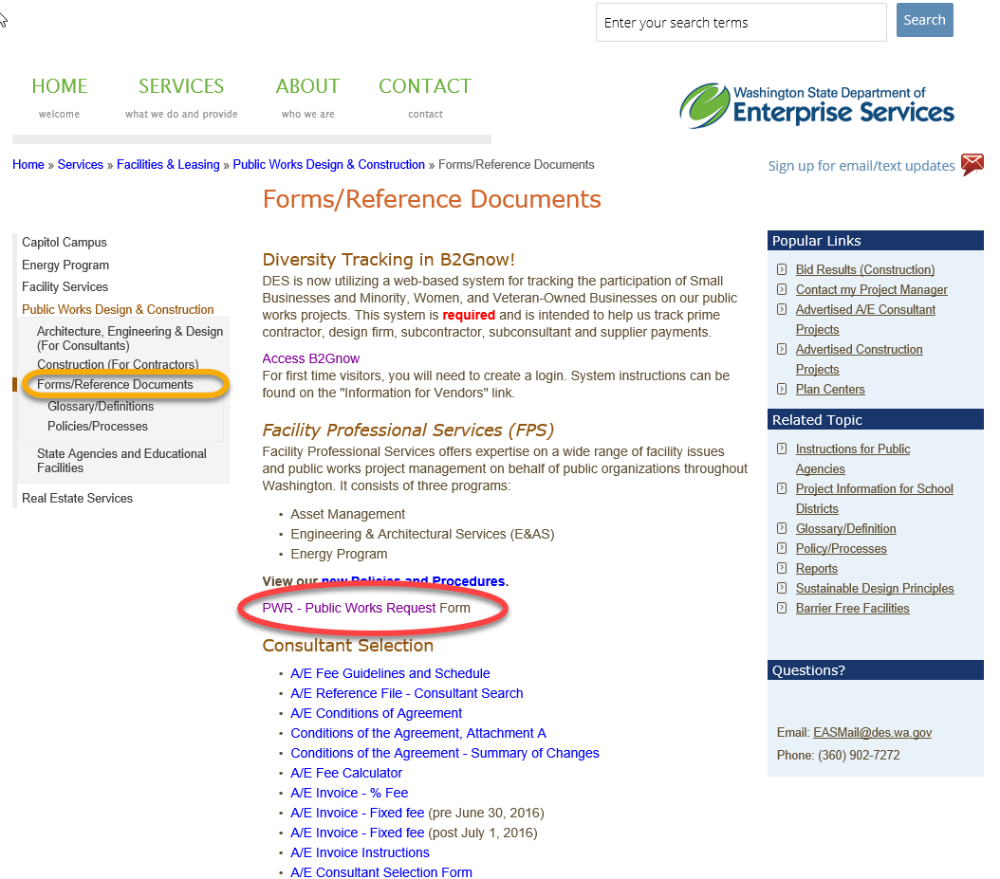 Enter your search terms
Search
HOME
welcome
SERVICES
what we do and provide
ABOUT
who we are
CONTACT
contact
Washington State Department of
Enterprise Services
Home » Services » Facilities & Leasing » Public Works Design & Construction » Forms/Reference Documents
Sign up for email/text updates
Forms/Reference Documents
Capitol Campus
Energy Program
Facility Services
Public Works Design & Construction
Architecture, Engineering & Design
(For Consultants)
Construction (For Contractors)
Forms/Reference Documents
Glossary/Definitions
Policies/Processes
State Agencies and Educational
Facilities
Real Estate Services
Diversity Tracking in B2Gnow!
DES is now utilizing a web-based system for tracking the participation of Small
Businesses and Minority, Women, and Veteran-Owned Businesses on our public
works projects. This system is required and is intended to help us track prime
contractor, design firm, subcontractor, subconsultant and supplier payments.
Access B2Gnow
For first time visitors, you will need to create a login. System instructions can be
found on the "Information for Vendors" link.
Facility Professional Services (FPS)
Facility Professional Services offers expertise on a wide range of facility issues
and public works project management on behalf of public organizations throughout
Washington. It consists of three programs:
• Asset Management
• Engineering & Architectural Services (E&AS)
• Energy Program
View our new Policies and Procedures.
PWR - Public Works Request Form
Consultant Selection
• A/E Fee Guidelines and Schedule
• A/E Reference File - Consultant Search
• A/E Conditions of Agreement
• Conditions of the Agreement, Attachment A
• Conditions of the Agreement - Summary of Changes
• A/E Fee Calculator
• A/E Invoice - % Fee
• A/E Invoice - Fixed fee (pre June 30, 2016)
• A/E Invoice - Fixed fee (post July 1, 2016)
• A/E Invoice Instructions
• A/E Consultant Selection Form
Popular Links
Bid Results (Construction)
Contact my Project Manager
Advertised A/E Consultant
Projects
Advertised Construction
Projects
Plan Centers
Related Topic
Instructions for Public
Agencies
Project Information for School
Districts
Glossary/Definition
Policy/Processes
Reports
Sustainable Design Principles
Barrier Free Facilities
Questions?
Email: EASMail@des.wa.gov
Phone: (360) 902-7272